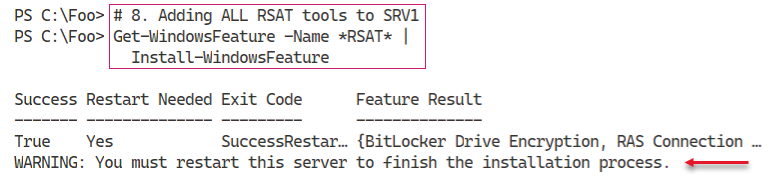 PS C:\Foo> # 8. Adding ALL RSAT tools to SRV1
PS C:\Foo> Get-WindowsFeature -Name *RSAT* |
Install-WindowsFeature
Success Restart Needed Exit Code Feature Result
------- -------------- --------- --------------
True Yes SuccessRestar… {BitLocker Drive Encryption, RAS Connection …
WARNING: You must restart this server to finish the installation process.